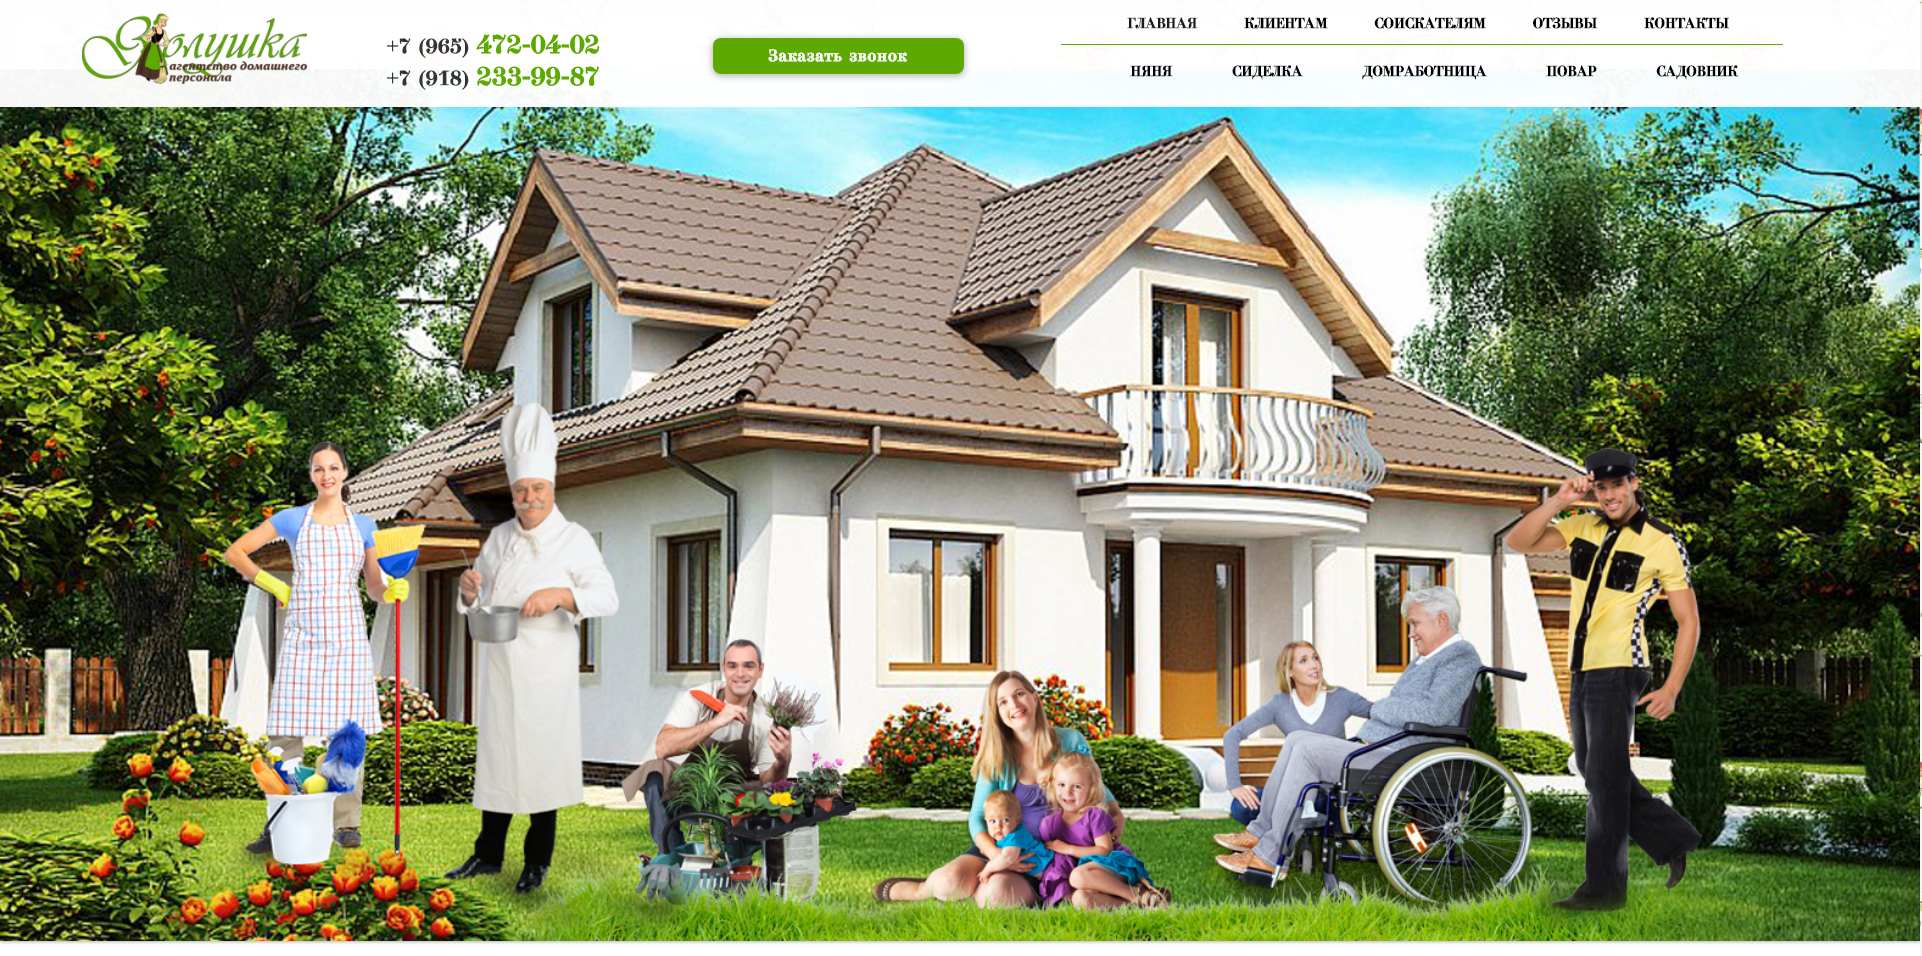 Золушка
агентство домашнего
персонала
+7 (965) 472-04-02
+7 (918) 233-99-87
Заказать звонок
ГЛАВНАЯ КЛИЕНТАМ СОИСКАТЕЛЯМ ОТЗЫВЫ КОНТАКТЫ
НЯНЯ СИДЕЛКА ДОМРАБОТНИЦА ПОВАР САДОВНИК